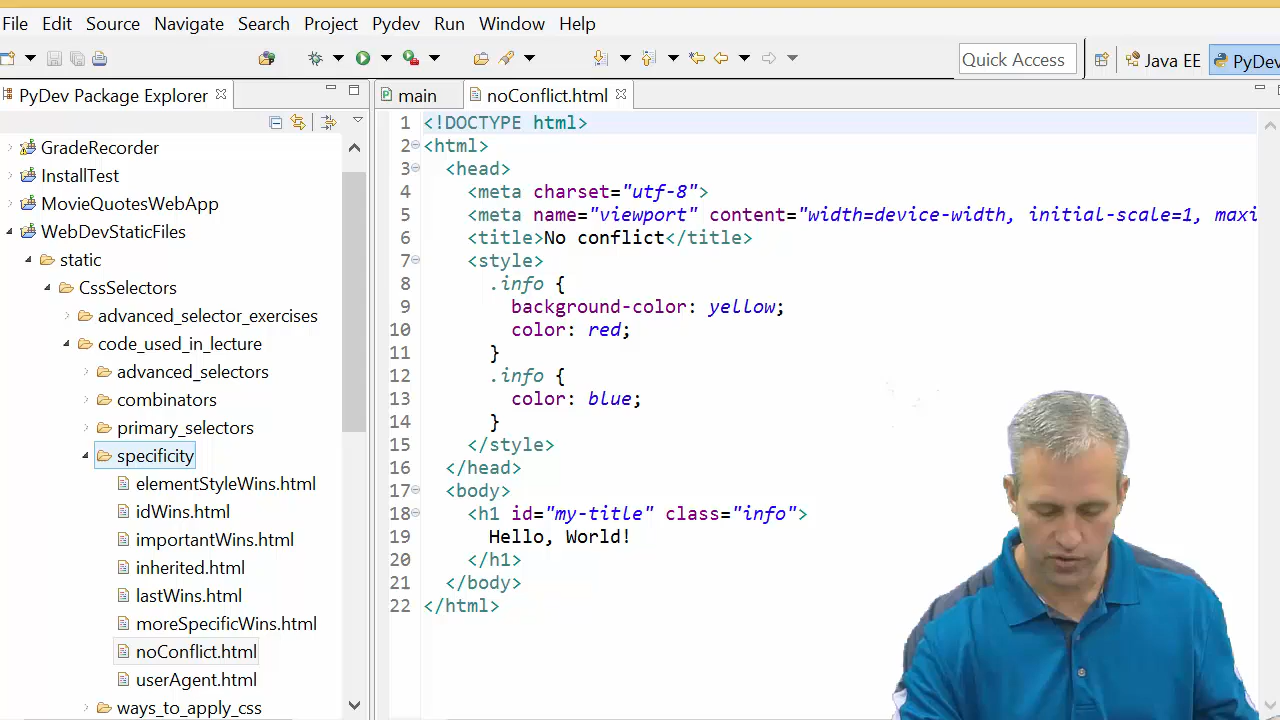 File Edit Source Navigate Search Project Pydev Run Window Help
Quick Access Java EE PyDev
PyDev Package Explorer
main noConflict.html
GradeRecorder
InstallTest
MovieQuotesWebApp
WebDevStaticFiles
static
CssSelectors
advanced_selector_exercises
code_used_in_lecture
advanced_selectors
combinators
primary_selectors
specificity
elementStyleWins.html
idWins.html
importantWins.html
inherited.html
lastWins.html
moreSpecificWins.html
noConflict.html
userAgent.html
ways_to_apply_css
1 <!DOCTYPE html>
2 <html>
3 <head>
4 <meta charset="utf-8">
5 <meta name="viewport" content="width=device-width, initial-scale=1, maxi
6 <title>No conflict</title>
7 <style>
8 .info {
9 background-color: yellow;
10 color: red;
11 }
12 .info {
13 color: blue;
14 }
15 </style>
16 </head>
17 <body>
18 <h1 id="my-title" class="info">
19 Hello, World!
20 </h1>
21 </body>
22 </html>